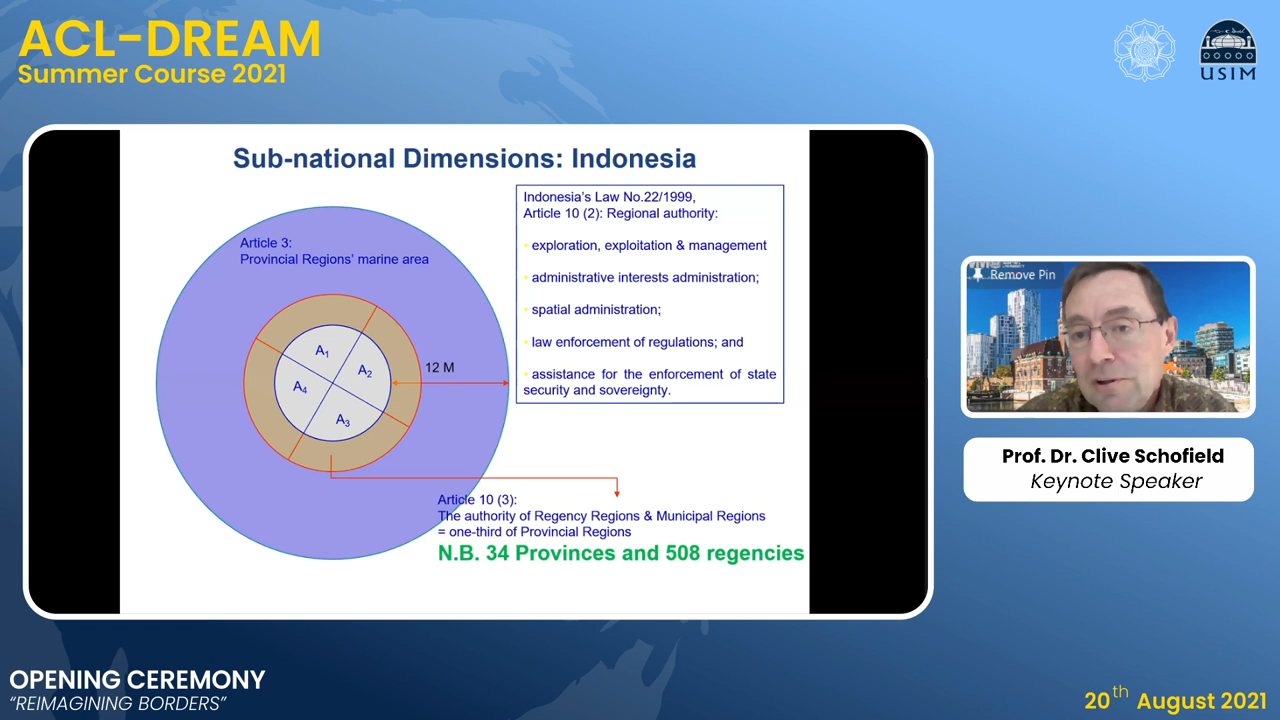 ACL-DREAM
Summer Course 2021
USIM
Sub-national Dimensions: Indonesia
Article 3:
Provincial Regions' marine area
A1
A2
A4
A3
12 M
Indonesia's Law No.22/1999,
Article 10 (2): Regional authority:
• exploration, exploitation & management
• administrative interests administration;
• spatial administration;
• law enforcement of regulations; and
• assistance for the enforcement of state
security and sovereignty.
Article 10 (3):
The authority of Regency Regions & Municipal Regions
= one-third of Provincial Regions
N.B. 34 Provinces and 508 regencies
Remove Pin
Prof. Dr. Clive Schofield
Keynote Speaker
OPENING CEREMONY
“REIMAGINING BORDERS”
20th August 2021